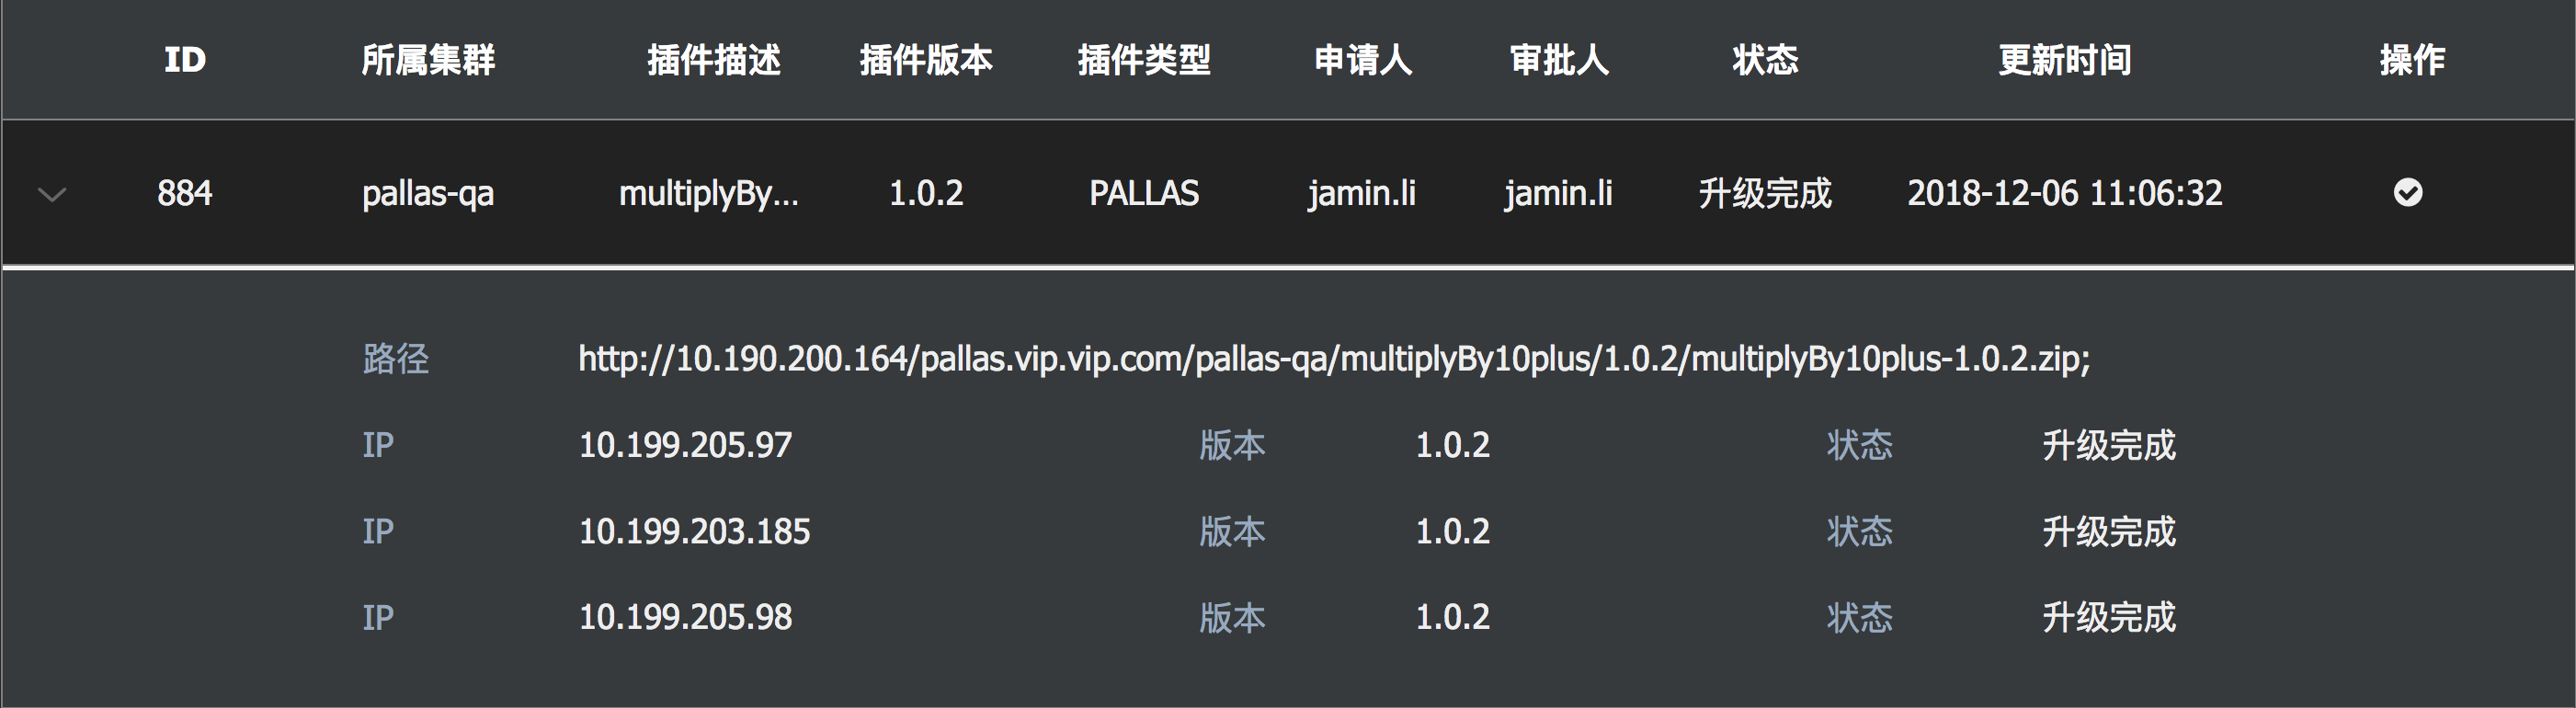 ID 所属集群 插件描述 插件版本 插件类型 申请人 审批人 状态 更新时间 操作
884 pallas-qa multiplyBy... 1.0.2 PALLAS jamin.li jamin.li 升级完成 2018-12-06 11:06:32
路径 http://10.190.200.164/pallas.vip.vip.com/pallas-qa/multiplyBy10plus/1.0.2/multiplyBy10plus-1.0.2.zip;
IP 10.199.205.97 版本 1.0.2 状态 升级完成
IP 10.199.203.185 版本 1.0.2 状态 升级完成
IP 10.199.205.98 版本 1.0.2 状态 升级完成